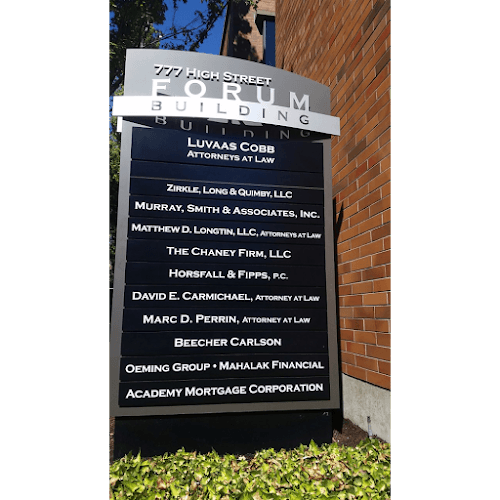 777 HIGH STREET
FORUM
BUILDING
LUVAAS COBB
ATTORNEYS AT LAW
ZIRKLE, LONG & QUIMBY, LLC
MURRAY, SMITH & ASSOCIATES, INC.
MATTHEW D. LONGTIN, LLC, ATTORNEYS AT LAW
THE CHANEY FIRM, LLC
HORSFALL & FIPPS, P.C.
DAVID E. CARMICHAEL, ATTORNEY AT LAW
MARC D. PERRIN, ATTORNEY AT LAW
BEECHER CARLSON
OEMING GROUP • MAHALAK FINANCIAL
ACADEMY MORTGAGE CORPORATION